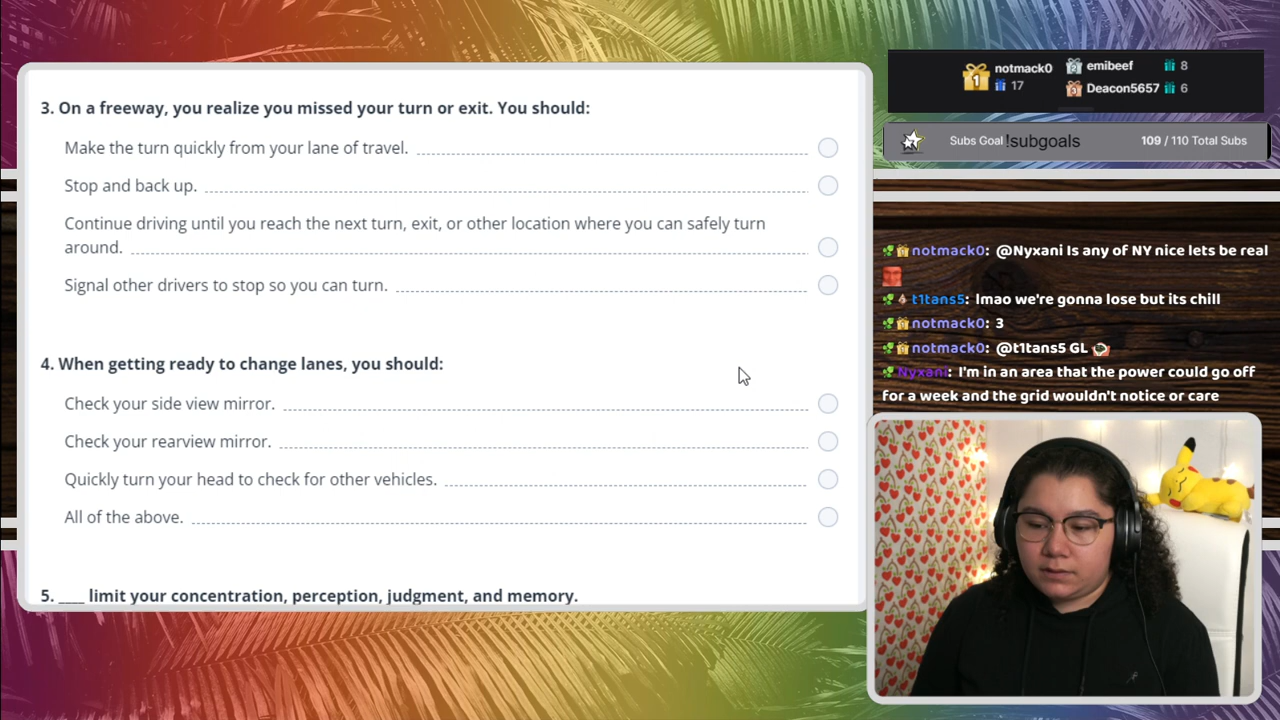 3. On a freeway, you realize you missed your turn or exit. You should:
Make the turn quickly from your lane of travel.
Stop and back up.
Continue driving until you reach the next turn, exit, or other location where you can safely turn
around.
Signal other drivers to stop so you can turn.
4. When getting ready to change lanes, you should:
Check your side view mirror.
Check your rearview mirror.
Quickly turn your head to check for other vehicles.
All of the above.
5. ___ limit your concentration, perception, judgment, and memory.
1 notmack0 17
2 emibeef 8
3 Deacon5657 6
Subs Goal !subgoals 109 / 110 Total Subs
notmack0: @Nyxani Is any of NY nice lets be real
t1tans5: lmao we're gonna lose but its chill
notmack0: 3
notmack0: @t1tans5 GL
Nyxani: I'm in an area that the power could go off
for a week and the grid wouldn't notice or care